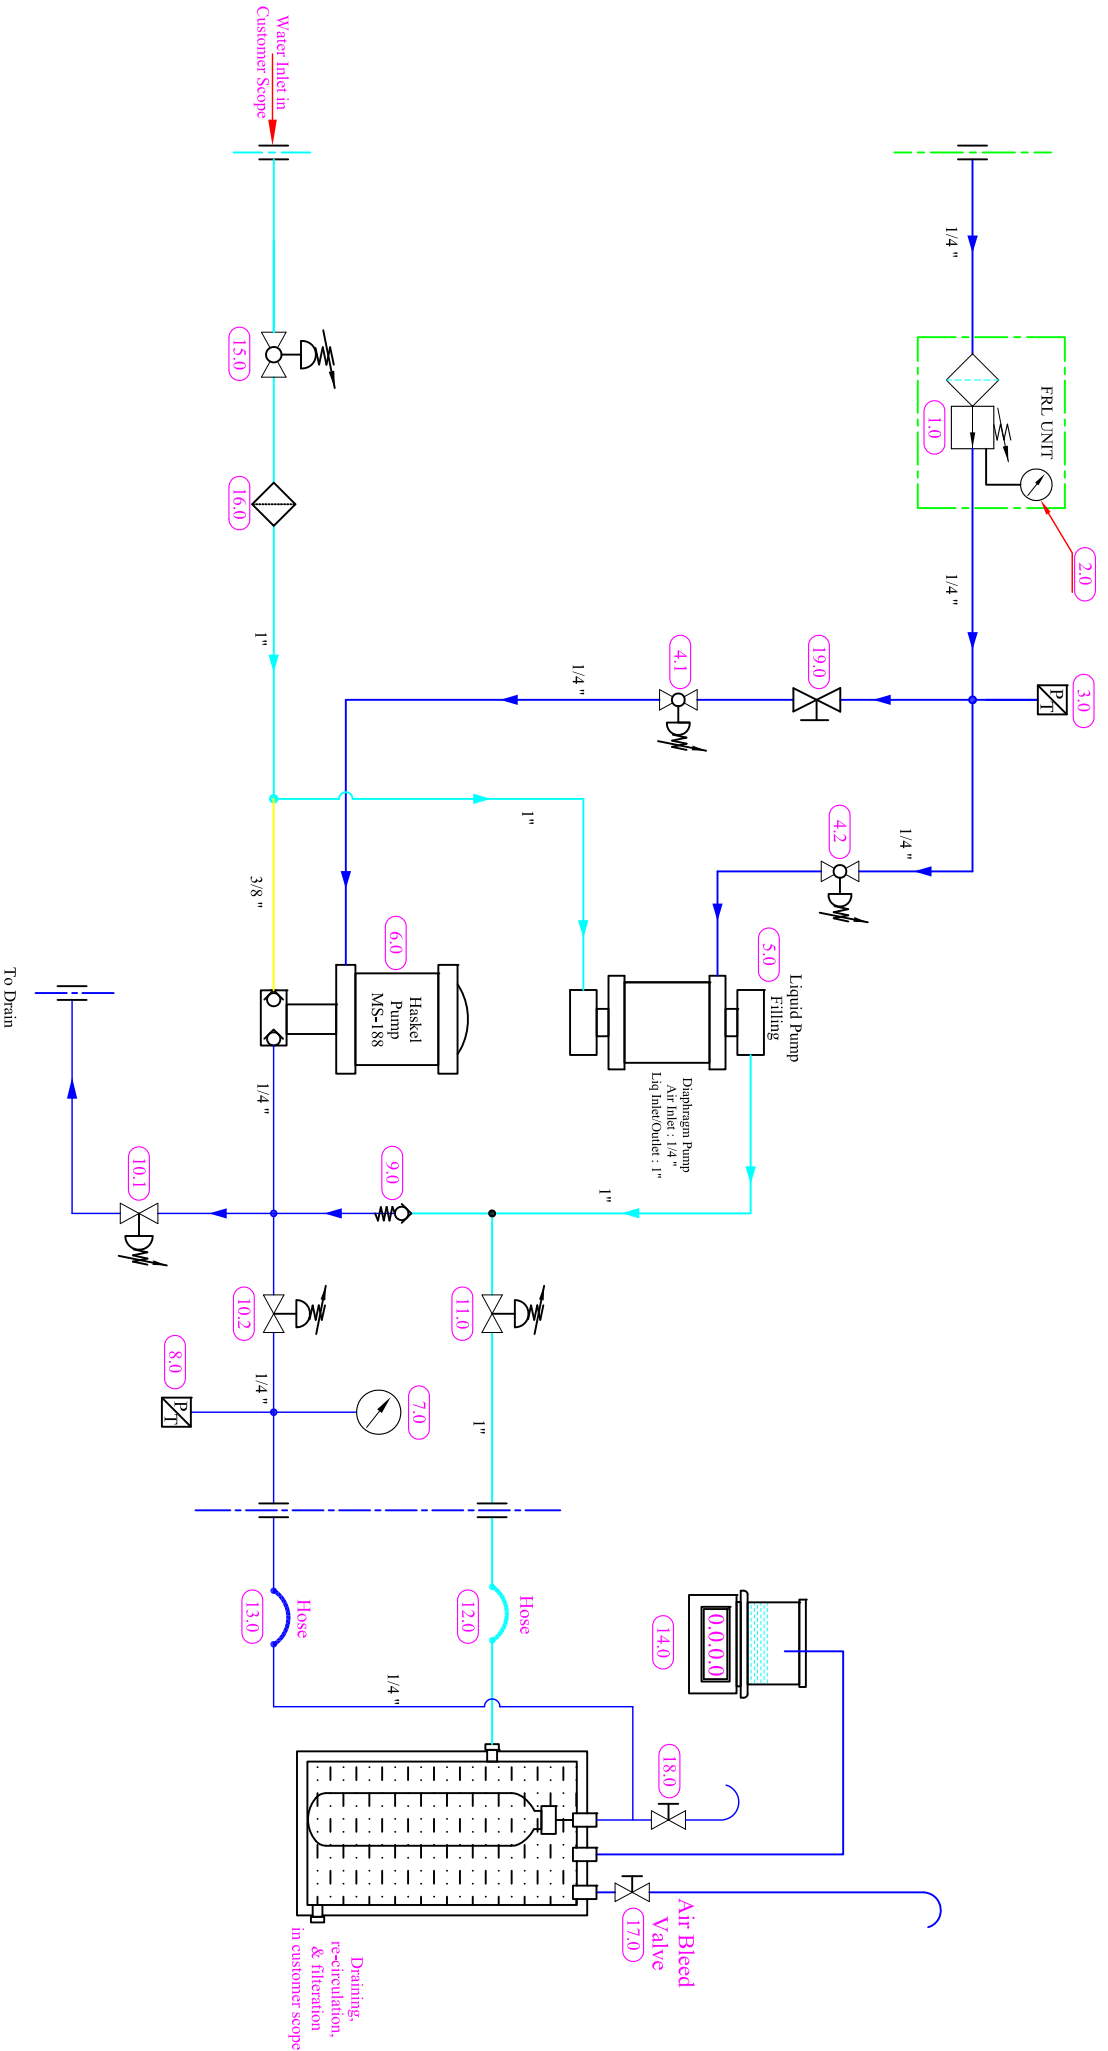 Water Inlet in
Customer Scope
1/4 "
FRL UNIT
1.0
2.0
15.0
16.0
1/4 "
3.0
19.0
4.1
1/4 "
1"
4.2
1/4 "
1"
3/8 "
5.0
Liquid Pump
Filling
6.0
Haskel
Pump
MS-188
Diaphragm Pump
Air Inlet : 1/4 "
Liq Inlet/Outlet : 1"
To Drain
1/4 "
10.1
9.0
1"
10.2
11.0
8.0
P
T
P
T
1/4 "
7.0
1"
13.0
Hose
12.0
Hose
14.0
0.0.0.0
1/4 "
18.0
17.0
Air Bleed
Valve
Draining,
re-circulation,
& filteration
in customer scope